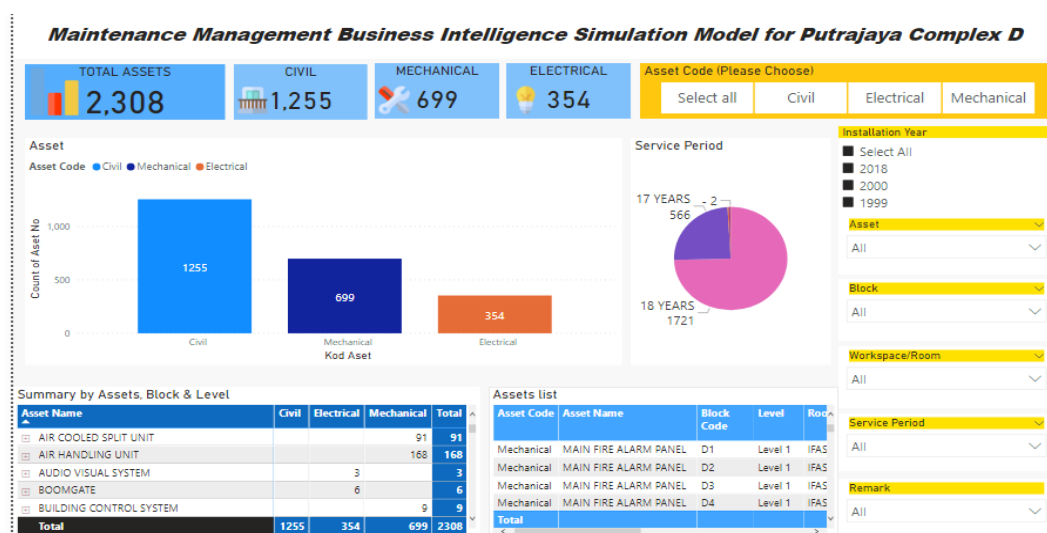 Maintenance Management Business Intelligence Simulation Model for Putrajaya Complex D
TOTAL ASSETS
2,308
CIVIL
1,255
MECHANICAL
699
ELECTRICAL
354
Asset Code (Please Choose)
Select all Civil Electrical Mechanical
Asset
Asset Code Civil Mechanical Electrical
Count of Aset No
1,000
500
0
1255
699
354
Civil Mechanical Electrical
Kod Aset
Service Period
17 YEARS
566
- 2
18 YEARS
1721
Installation Year
Select All
2018
2000
1999
Asset
All
Block
All
Workspace/Room
All
Service Period
All
Remark
All
Summary by Assets, Block & Level
Asset Name Civil Electrical Mechanical Total
AIR COOLED SPLIT UNIT 91 91
AIR HANDLING UNIT 168 168
AUDIO VISUAL SYSTEM 3 3
BOOMGATE 6 6
BUILDING CONTROL SYSTEM 9 9
Total 1255 354 699 2308
Assets list
Asset Code Asset Name Block Code Level
Mechanical MAIN FIRE ALARM PANEL D1 Level 1 IFAS
Mechanical MAIN FIRE ALARM PANEL D2 Level 1 IFAS
Mechanical MAIN FIRE ALARM PANEL D3 Level 1 IFAS
Mechanical MAIN FIRE ALARM PANEL D4 Level 1 IFAS
Total